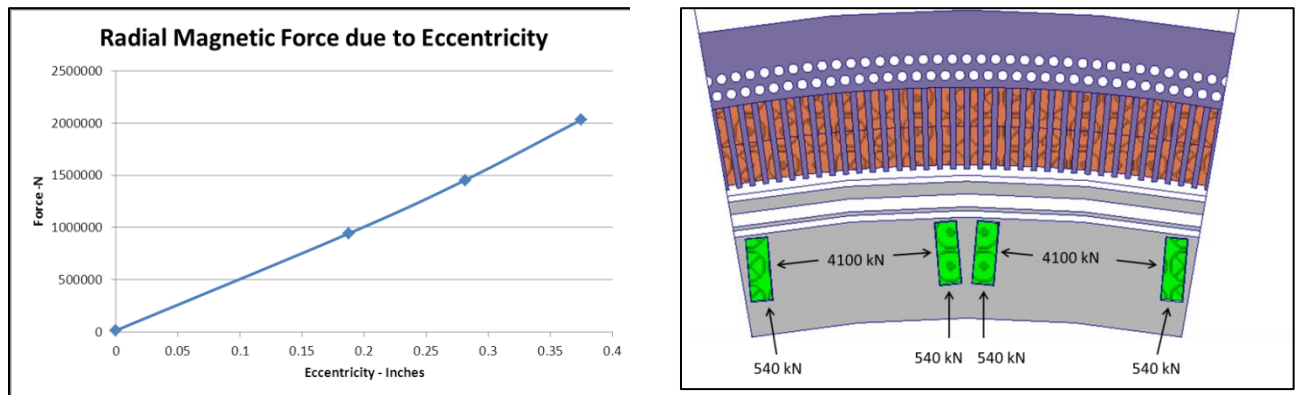 Radial Magnetic Force due to Eccentricity
2500000
2000000
1500000
1000000
500000
0
Force -N
0 0.05 0.1 0.15 0.2 0.25 0.3 0.35 0.4
Eccentricity - Inches
4100 kN 4100 kN
540 kN 540 kN 540 kN 540 kN